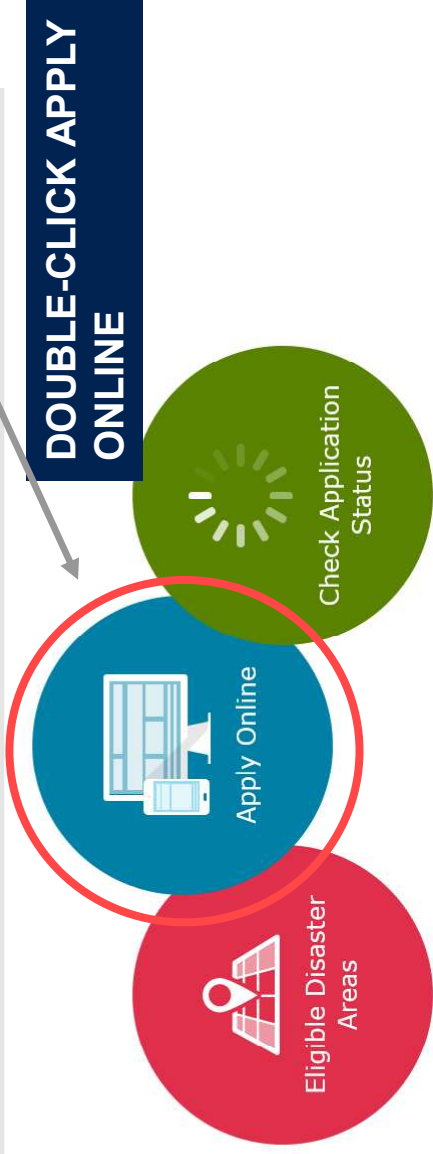 DOUBLE-CLICK APPLY
ONLINE
Eligible Disaster
Areas
Apply Online
Check Application
Status